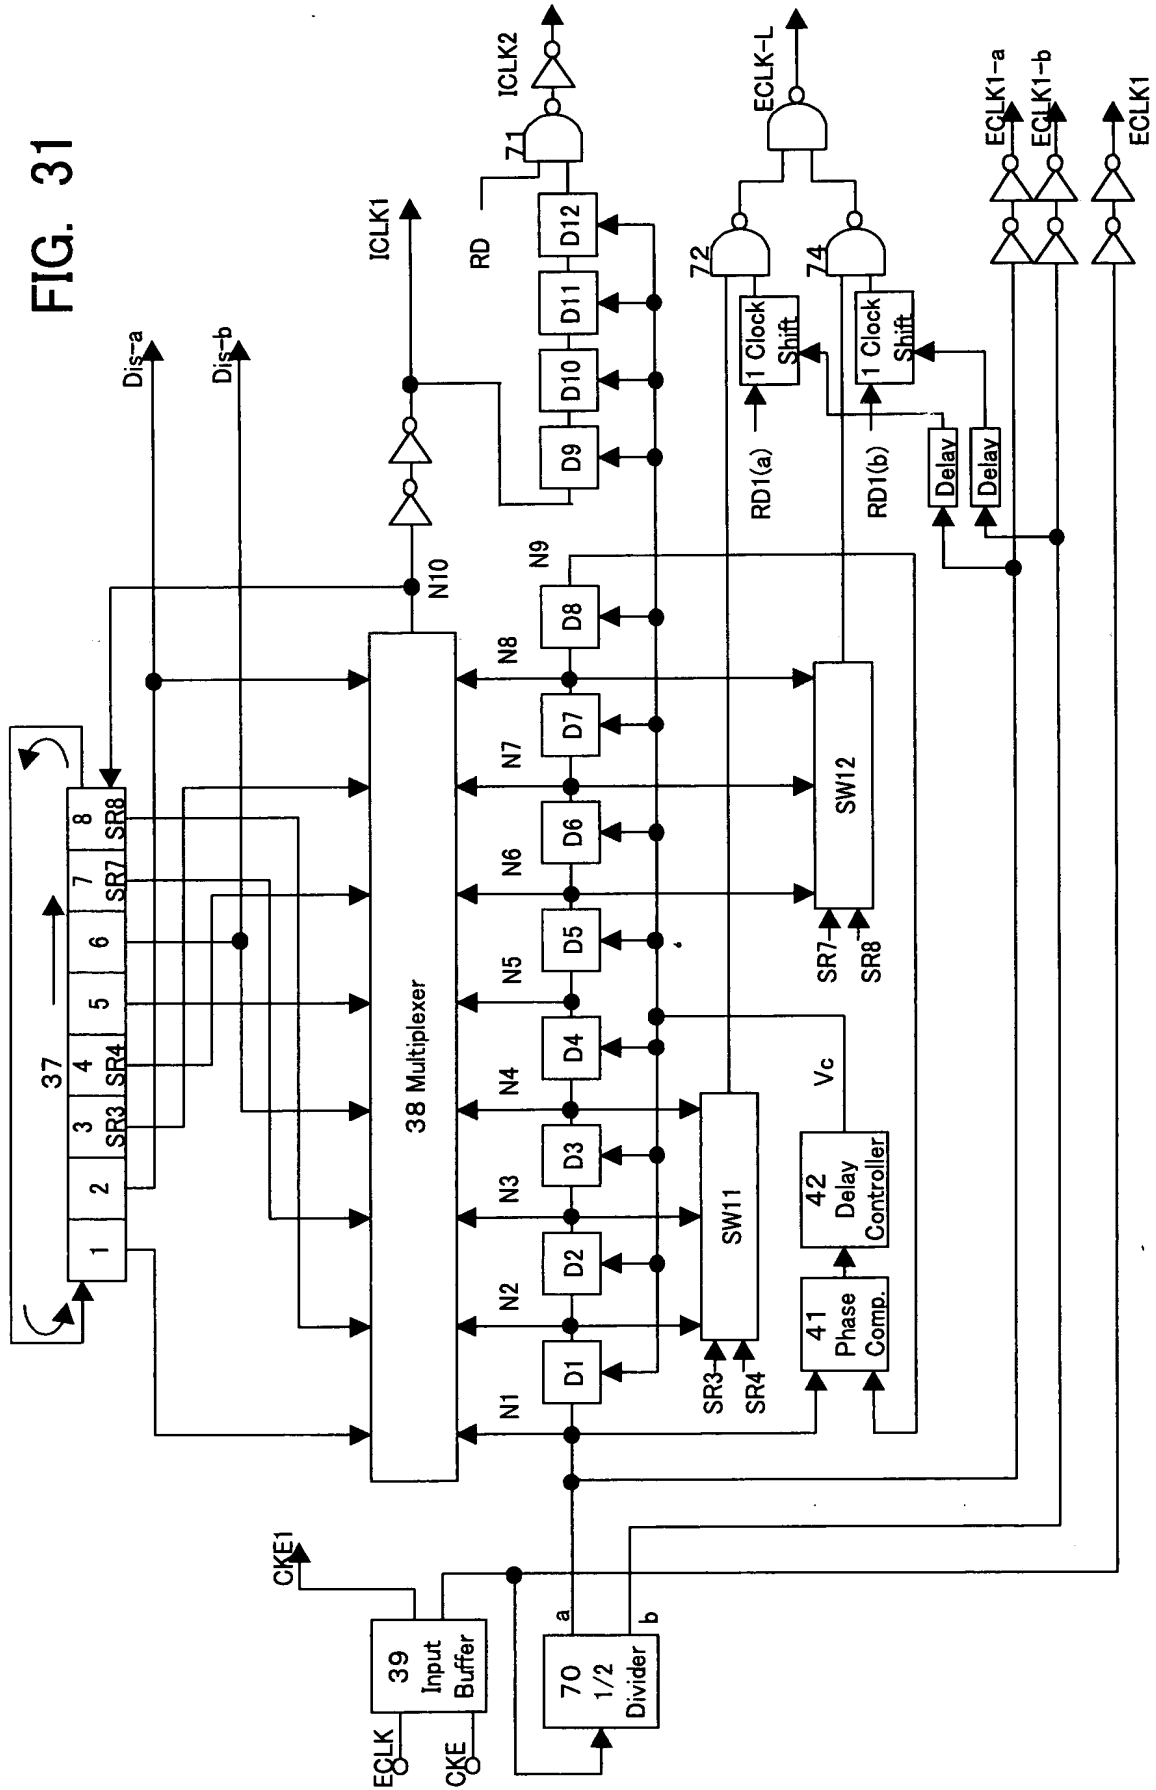 FIG. 31
Dis-a
Dis-b
37
1
2
3
SR3
4
SR4
5
6
7
SR7
8
SR8
38 Multiplexer
N10
ICLK1
CKE1
ECLK
CKE
39
Input
Buffer
70
1/2
Divider
a
b
N1
N2
N3
N4
N5
N6
N7
N8
N9
D1
D2
D3
D4
D5
D6
D7
D8
D9
D10
D11
D12
RD
71
ICLK2
SR3
SR4
SW11
SR7
SR8
SW12
41
Phase
Comp.
42
Delay
Controller
Vc
RD1(a)
1 Clock
Shift
72
RD1(b)
1 Clock
Shift
74
ECLK-L
Delay
Delay
ECLK1-a
ECLK1-b
ECLK1